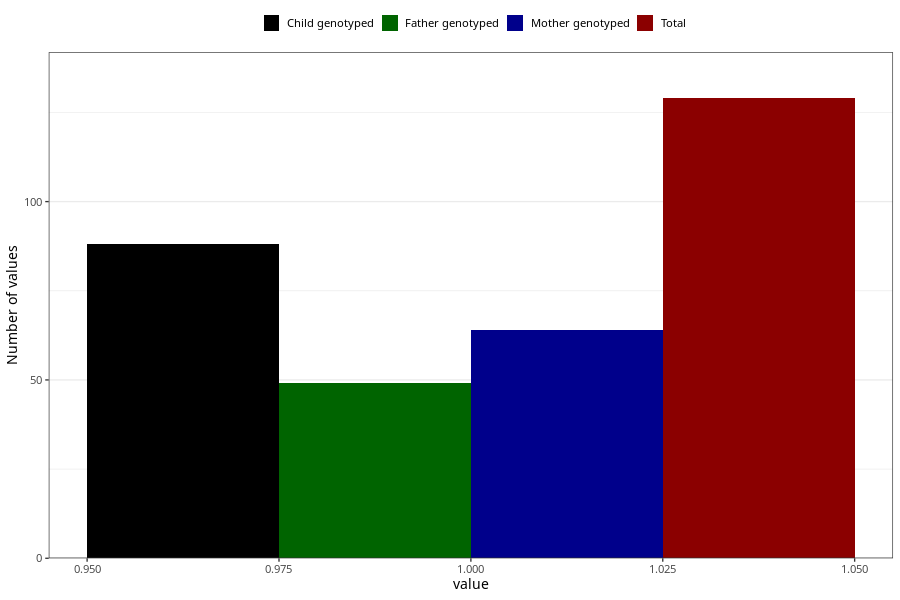 Child genotyped Father genotyped Mother genotyped Total
Number of values
100
50
0
0.950 0.975 1.000 1.025 1.050
value